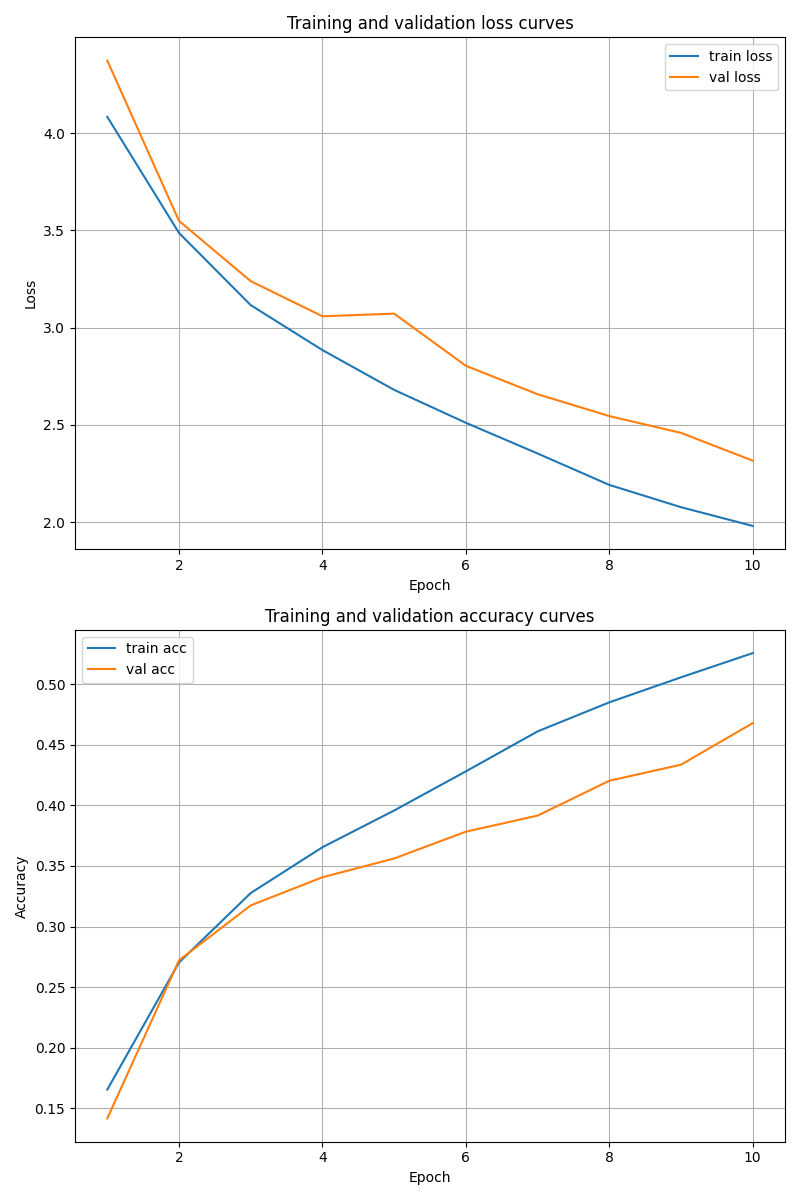 Training and validation loss curves
train loss
val loss
4.0
3.5
3.0
2.5
2.0
Loss
2 4 6 8 10
Epoch
Training and validation accuracy curves
train acc
val acc
0.50
0.45
0.40
0.35
0.30
0.25
0.20
0.15
Accuracy
2 4 6 8 10
Epoch